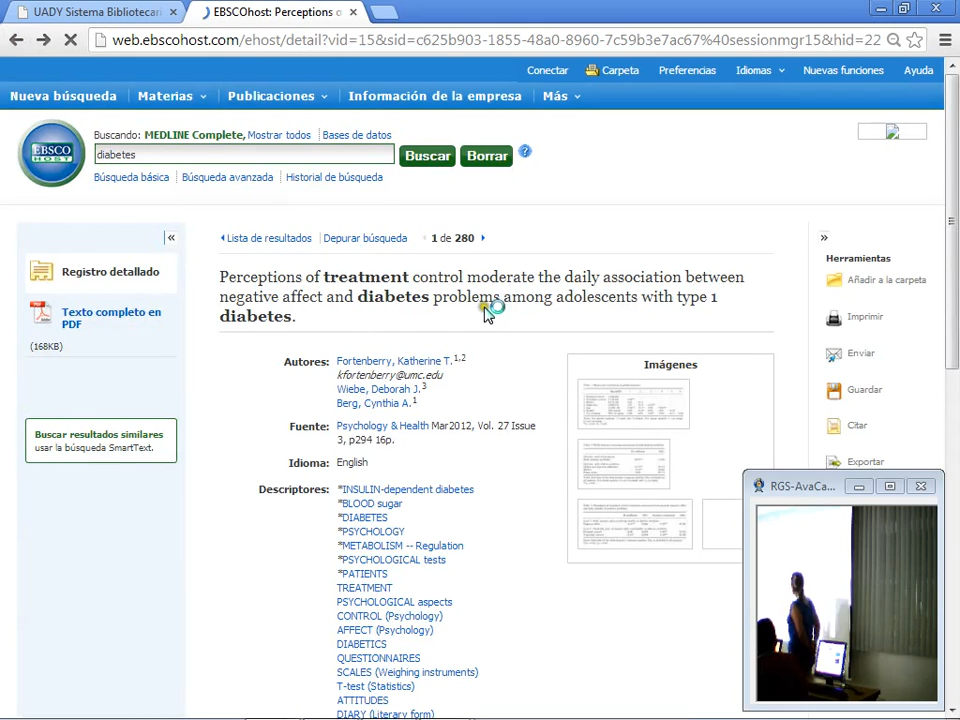 UADY Sistema Bibliotecari
EBSCOhost: Perceptions o
web.ebscohost.com/ehost/detail?vid=15&sid=c625b903-1855-48a0-8960-7c59b3e7ac67%40sessionmgr15&hid=22
Conectar Carpeta Preferencias Idiomas Nuevas funciones Ayuda
Nueva búsqueda Materias Publicaciones Información de la empresa Más
EBSCO HOST
Buscando: MEDLINE Complete, Mostrar todos Bases de datos
diabetes Buscar Borrar ?
Búsqueda básica Búsqueda avanzada Historial de búsqueda
«
Registro detallado
Texto completo en
PDF
(168KB)
Buscar resultados similares
usar la búsqueda SmartText.
Lista de resultados Depurar búsqueda 1 de 280
Perceptions of treatment control moderate the daily association between
negative affect and diabetes problems among adolescents with type 1
diabetes.
Autores: Fortenberry, Katherine T.1,2
kfortenberry@umc.edu
Wiebe, Deborah J.3
Berg, Cynthia A.1
Fuente: Psychology & Health Mar2012, Vol. 27 Issue
3, p294 16p.
Idioma: English
Descriptores: *INSULIN-dependent diabetes
*BLOOD sugar
*DIABETES
*PSYCHOLOGY
*METABOLISM -- Regulation
*PSYCHOLOGICAL tests
*PATIENTS
TREATMENT
PSYCHOLOGICAL aspects
CONTROL (Psychology)
AFFECT (Psychology)
DIABETICS
QUESTIONNAIRES
SCALES (Weighing instruments)
T-test (Statistics)
ATTITUDES
DIARY (Literary form)
Imágenes
»
Herramientas
Añadir a la carpeta
Imprimir
Enviar
Guardar
Citar
Exportar
RGS-AvaCa...